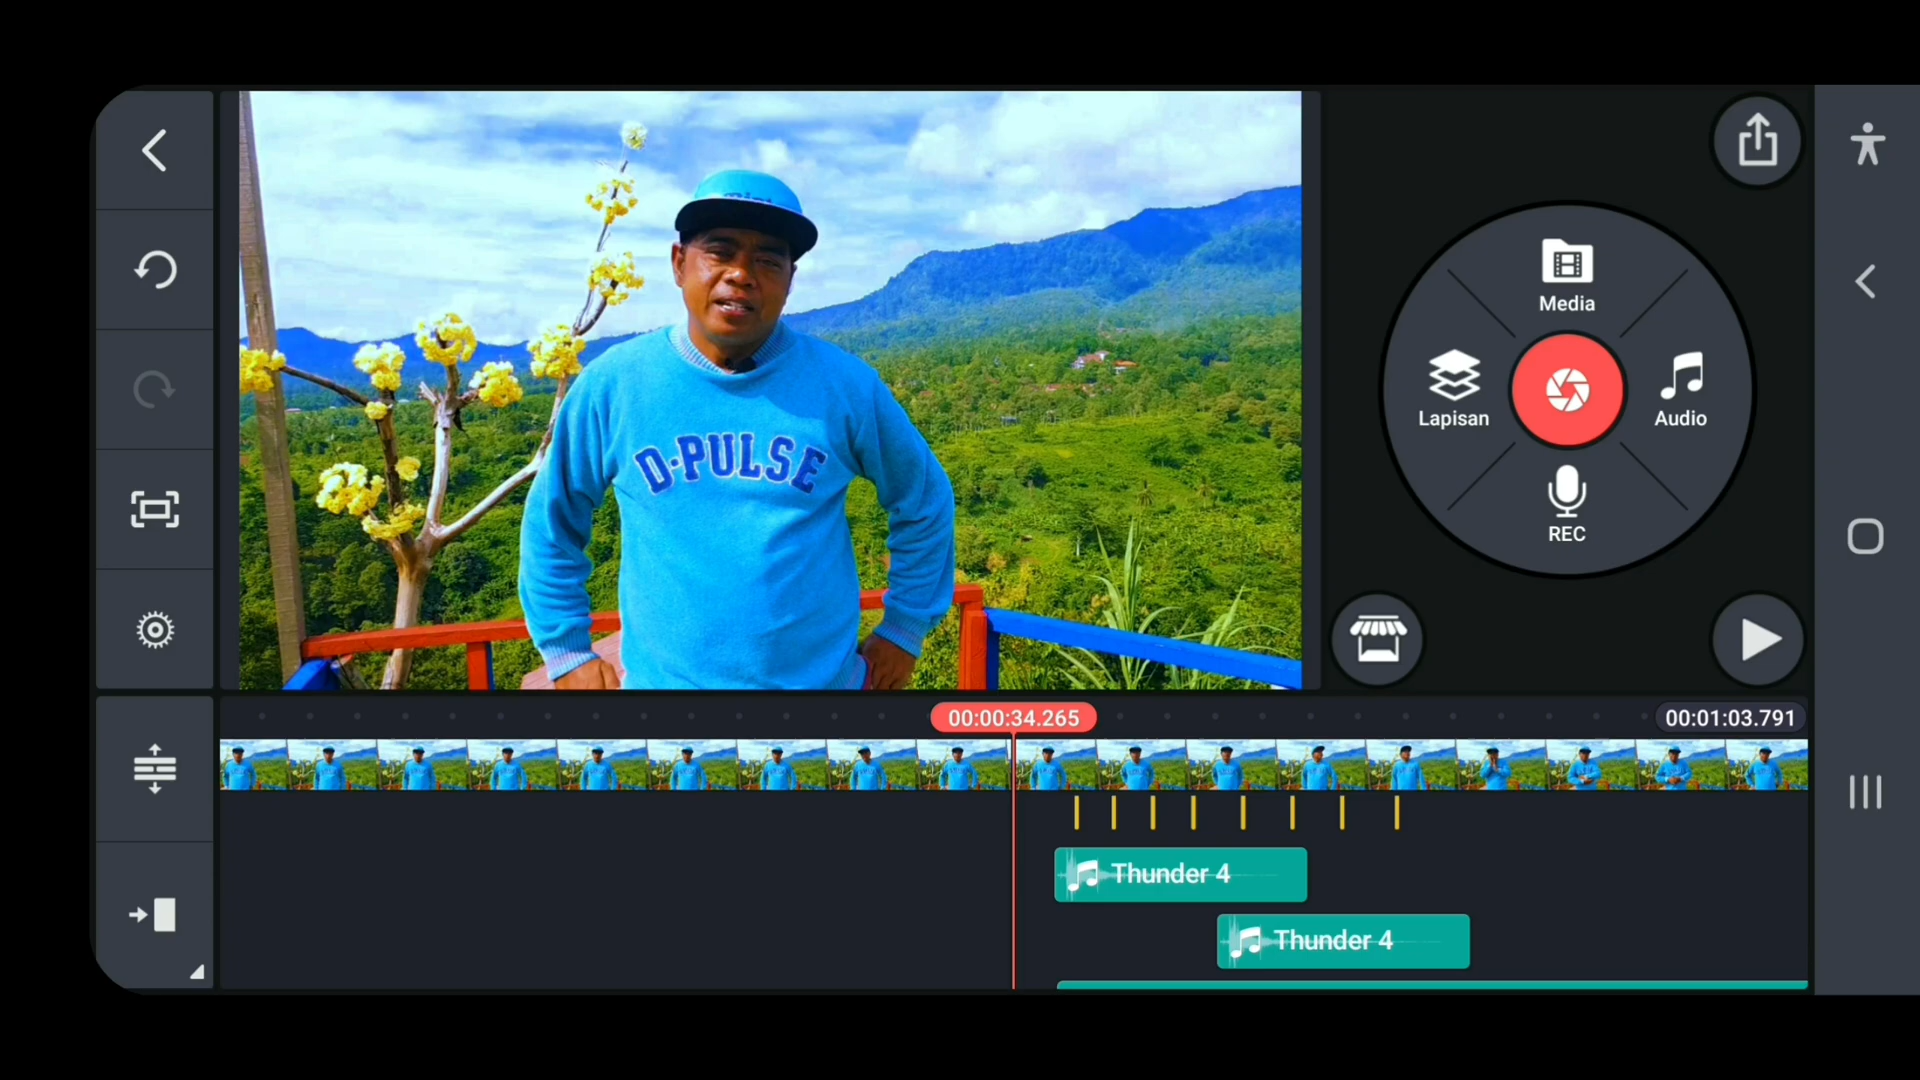 Media
Lapisan
Audio
REC
D·PULSE
00:00:34.265
00:01:03.791
Thunder 4
Thunder 4